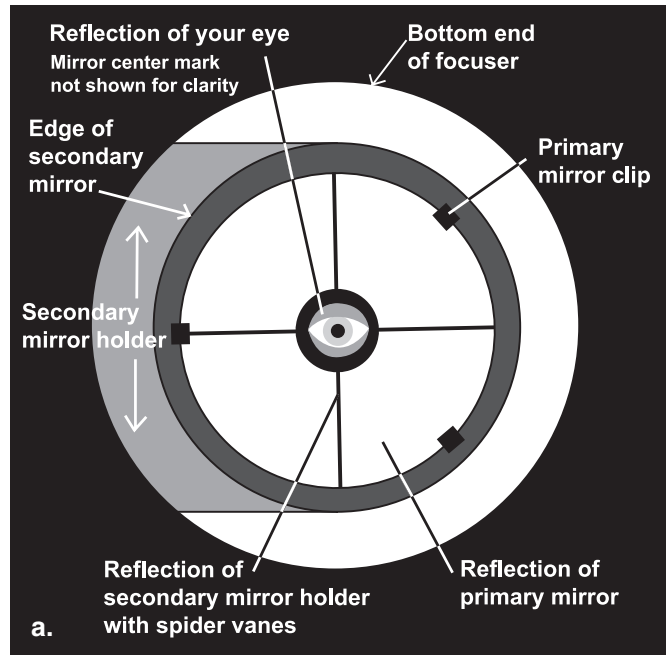 Reflection of your eye
Mirror center mark
not shown for clarity
Bottom end
of focuser
Edge of
secondary
mirror
Primary
mirror clip
Secondary
mirror holder
Reflection of
secondary mirror holder
with spider vanes
Reflection of
primary mirror
a.